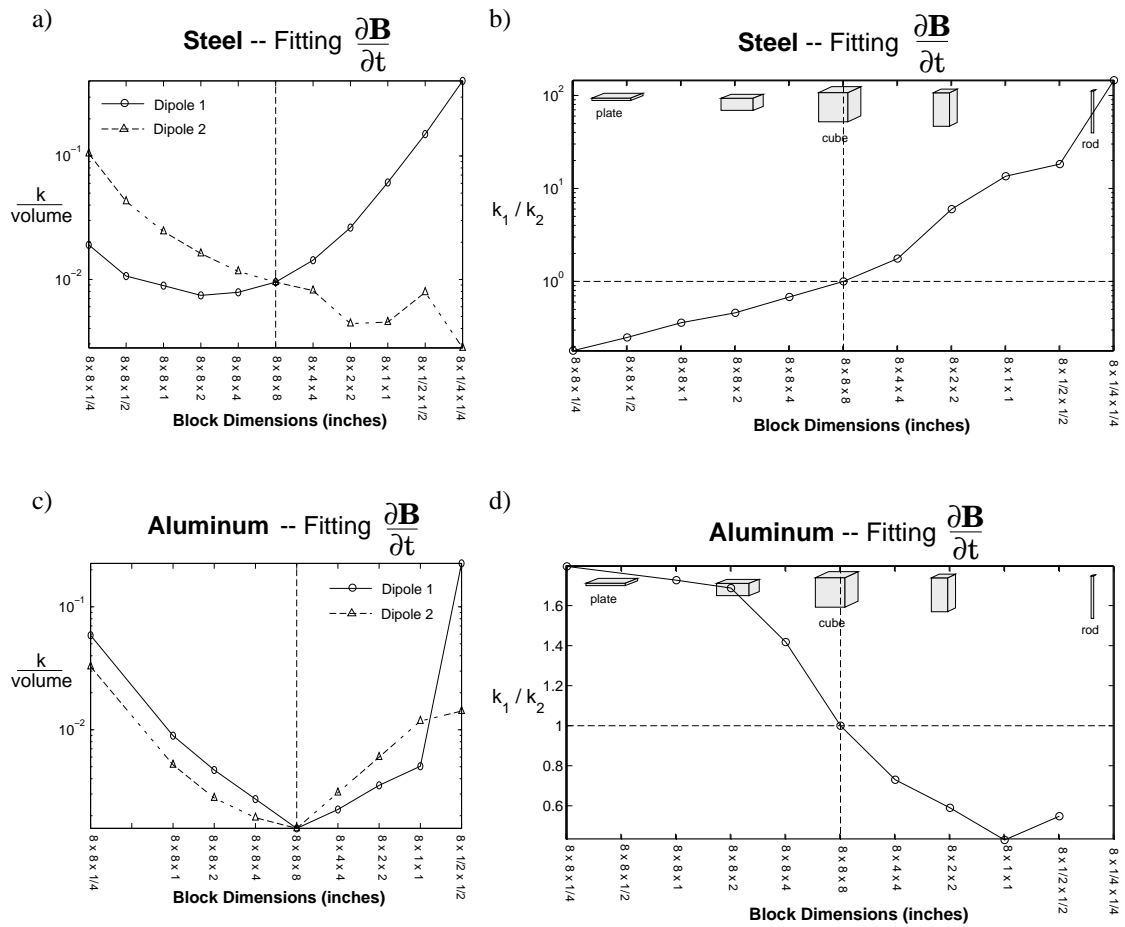 a)
Steel -- Fitting ∂B/∂t
Dipole 1
Dipole 2
10⁻¹
10⁻²
k
volume
8 x 8 x 1/4
8 x 8 x 1/2
8 x 8 x 1
8 x 8 x 2
8 x 8 x 4
8 x 8 x 8
8 x 4 x 4
8 x 2 x 2
8 x 1 x 1
8 x 1/2 x 1/2
8 x 1/4 x 1/4
Block Dimensions (inches)
b)
Steel -- Fitting ∂B/∂t
10²
10¹
10⁰
k₁ / k₂
plate
cube
rod
8 x 8 x 1/4
8 x 8 x 1/2
8 x 8 x 1
8 x 8 x 2
8 x 8 x 4
8 x 8 x 8
8 x 4 x 4
8 x 2 x 2
8 x 1 x 1
8 x 1/2 x 1/2
8 x 1/4 x 1/4
Block Dimensions (inches)
c)
Aluminum -- Fitting ∂B/∂t
Dipole 1
Dipole 2
10⁻¹
10⁻²
k
volume
8 x 8 x 1/4
8 x 8 x 1
8 x 8 x 2
8 x 8 x 4
8 x 8 x 8
8 x 4 x 4
8 x 2 x 2
8 x 1 x 1
8 x 1/2 x 1/2
Block Dimensions (inches)
d)
Aluminum -- Fitting ∂B/∂t
1.6
1.4
1.2
1
0.8
0.6
k₁ / k₂
plate
cube
rod
8 x 8 x 1/4
8 x 8 x 1/2
8 x 8 x 1
8 x 8 x 2
8 x 8 x 4
8 x 8 x 8
8 x 4 x 4
8 x 2 x 2
8 x 1 x 1
8 x 1/2 x 1/2
8 x 1/4 x 1/4
Block Dimensions (inches)